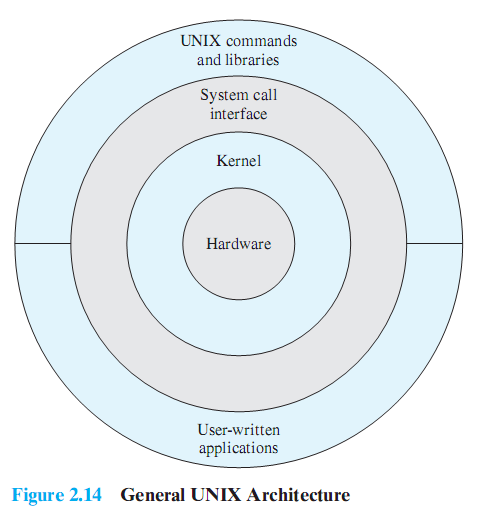 UNIX commands
and libraries
System call
interface
Kernel
Hardware
User-written
applications
Figure 2.14 General UNIX Architecture